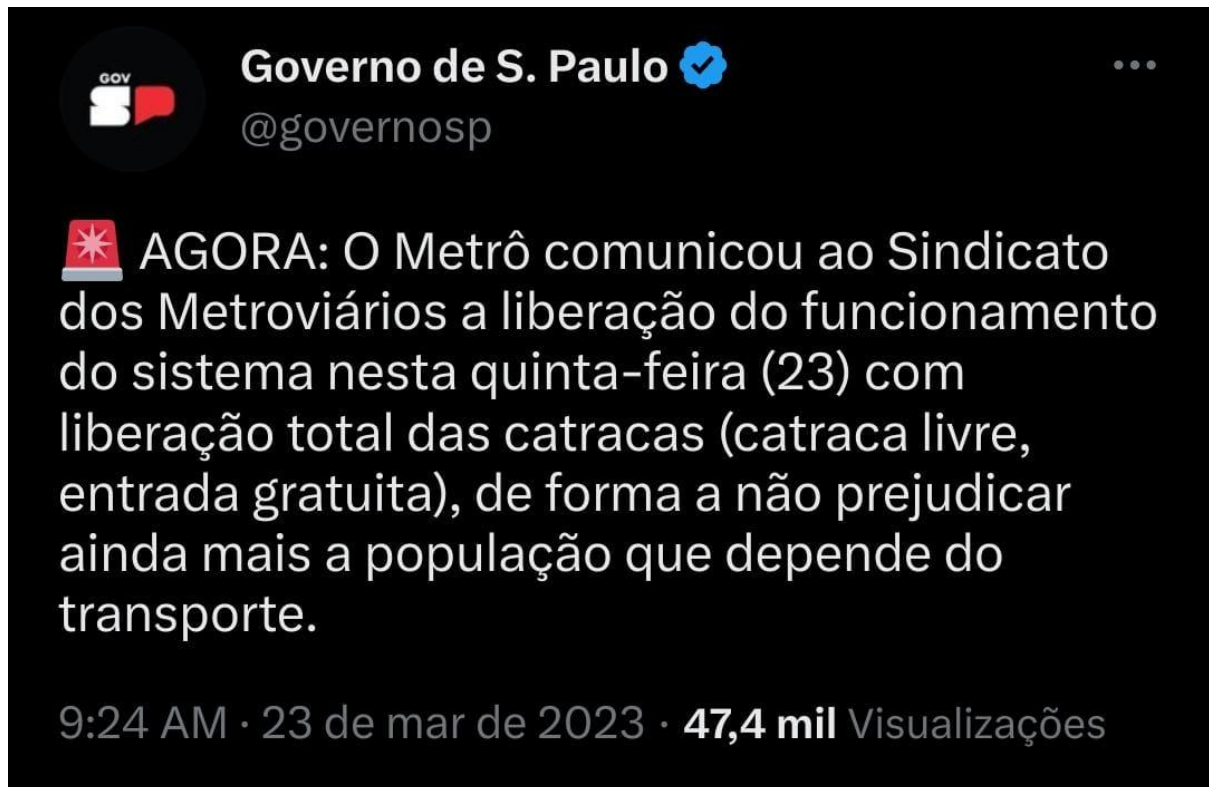 GOV
SP
Governo de S. Paulo
@governosp
🚨 AGORA: O Metrô comunicou ao Sindicato
dos Metroviários a liberação do funcionamento
do sistema nesta quinta-feira (23) com
liberação total das catracas (catraca livre,
entrada gratuita), de forma a não prejudicar
ainda mais a população que depende do
transporte.
9:24 AM · 23 de mar de 2023 · 47,4 mil Visualizações